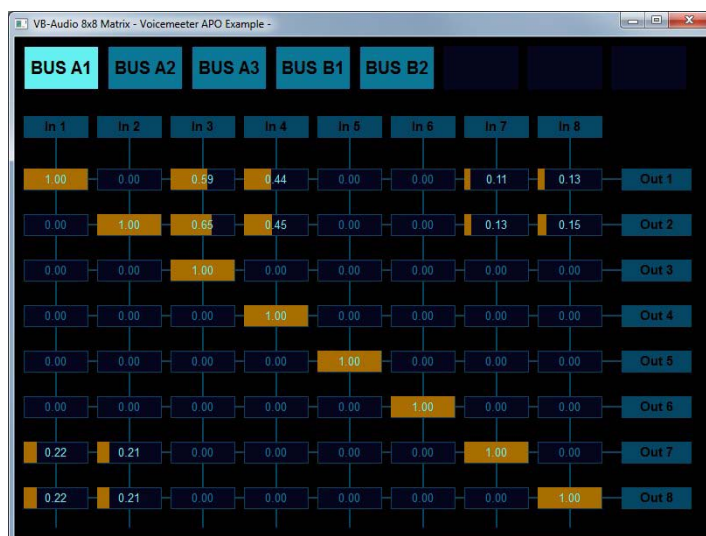 VB-Audio 8x8 Matrix - Voicemeeter APO Example -
BUS A1 BUS A2 BUS A3 BUS B1 BUS B2
In 1 In 2 In 3 In 4 In 5 In 6 In 7 In 8
1.00 0.00 0.59 0.44 0.00 0.00 0.11 0.13 Out 1
0.00 1.00 0.65 0.45 0.00 0.00 0.13 0.15 Out 2
0.00 0.00 1.00 0.00 0.00 0.00 0.00 0.00 Out 3
0.00 0.00 0.00 1.00 0.00 0.00 0.00 0.00 Out 4
0.00 0.00 0.00 0.00 1.00 0.00 0.00 0.00 Out 5
0.00 0.00 0.00 0.00 0.00 1.00 0.00 0.00 Out 6
0.22 0.21 0.00 0.00 0.00 0.00 1.00 0.00 Out 7
0.22 0.21 0.00 0.00 0.00 0.00 0.00 1.00 Out 8